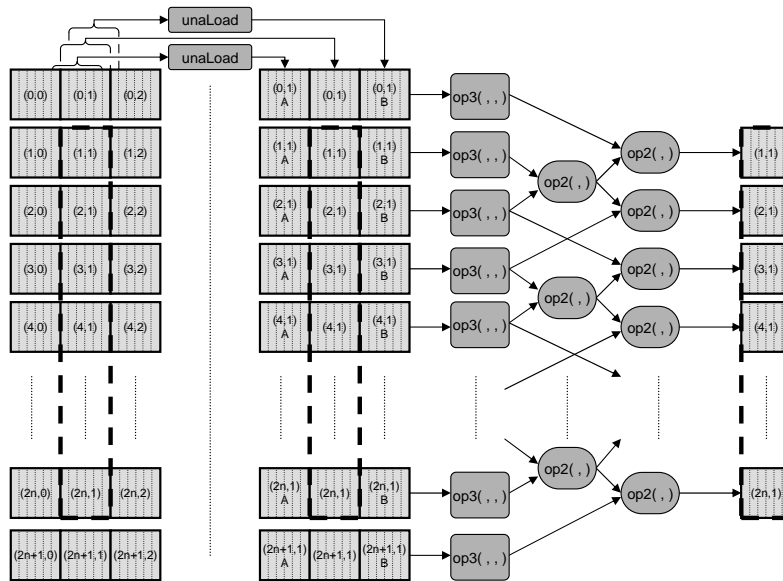 unaLoad
unaLoad
(0,0) (0,1) (0,2) (0,1) A (0,1) (0,1) B op3( , , )
(1,0) (1,1) (1,2) (1,1) A (1,1) (1,1) B op3( , , ) op2( , ) op2( , ) (1,1)
(2,0) (2,1) (2,2) (2,1) A (2,1) (2,1) B op3( , , ) op2( , ) (2,1)
(3,0) (3,1) (3,2) (3,1) A (3,1) (3,1) B op3( , , ) op2( , ) op2( , ) (3,1)
(4,0) (4,1) (4,2) (4,1) A (4,1) (4,1) B op3( , , ) op2( , ) (4,1)
(2n,0) (2n,1) (2n,2) (2n,1) A (2n,1) (2n,1) B op3( , , ) op2( , ) op2( , ) (2n,1)
(2n+1,0) (2n+1,1) (2n+1,2) (2n+1,1) A (2n+1,1) (2n+1,1) B op3( , , )